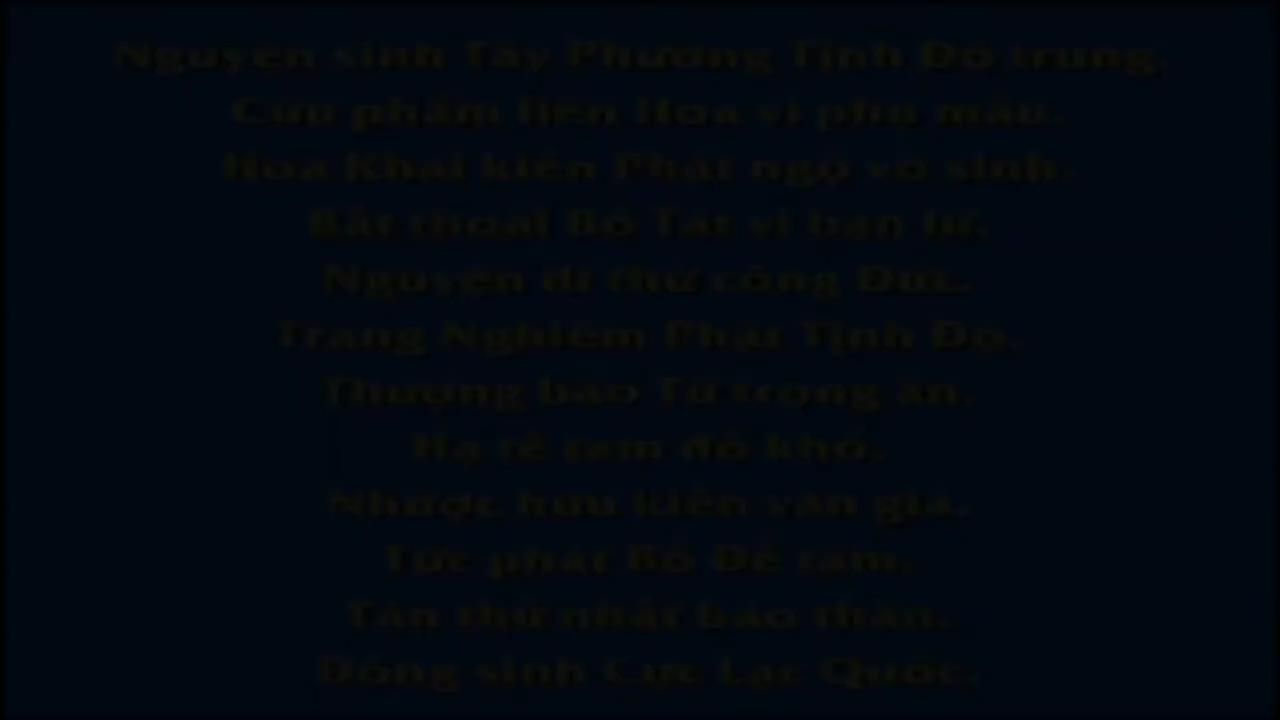 Nguyện sinh Tây Phương Tịnh Độ trung.
Cửu phẩm liên Hoa vi phụ mẫu.
Hoa Khai kiến Phật ngộ vô sinh.
Bất thoái Bồ Tát vi bạn lữ.
Nguyện dĩ thử công Đức.
Trang Nghiêm Phật Tịnh Độ.
Thượng báo Tứ trọng ân.
Hạ tế tam đồ khổ.
Nhược hữu kiến văn giả.
Tức phát Bồ Đề tâm.
Tận thử nhất báo thân.
Đồng sinh Cực Lạc Quốc.